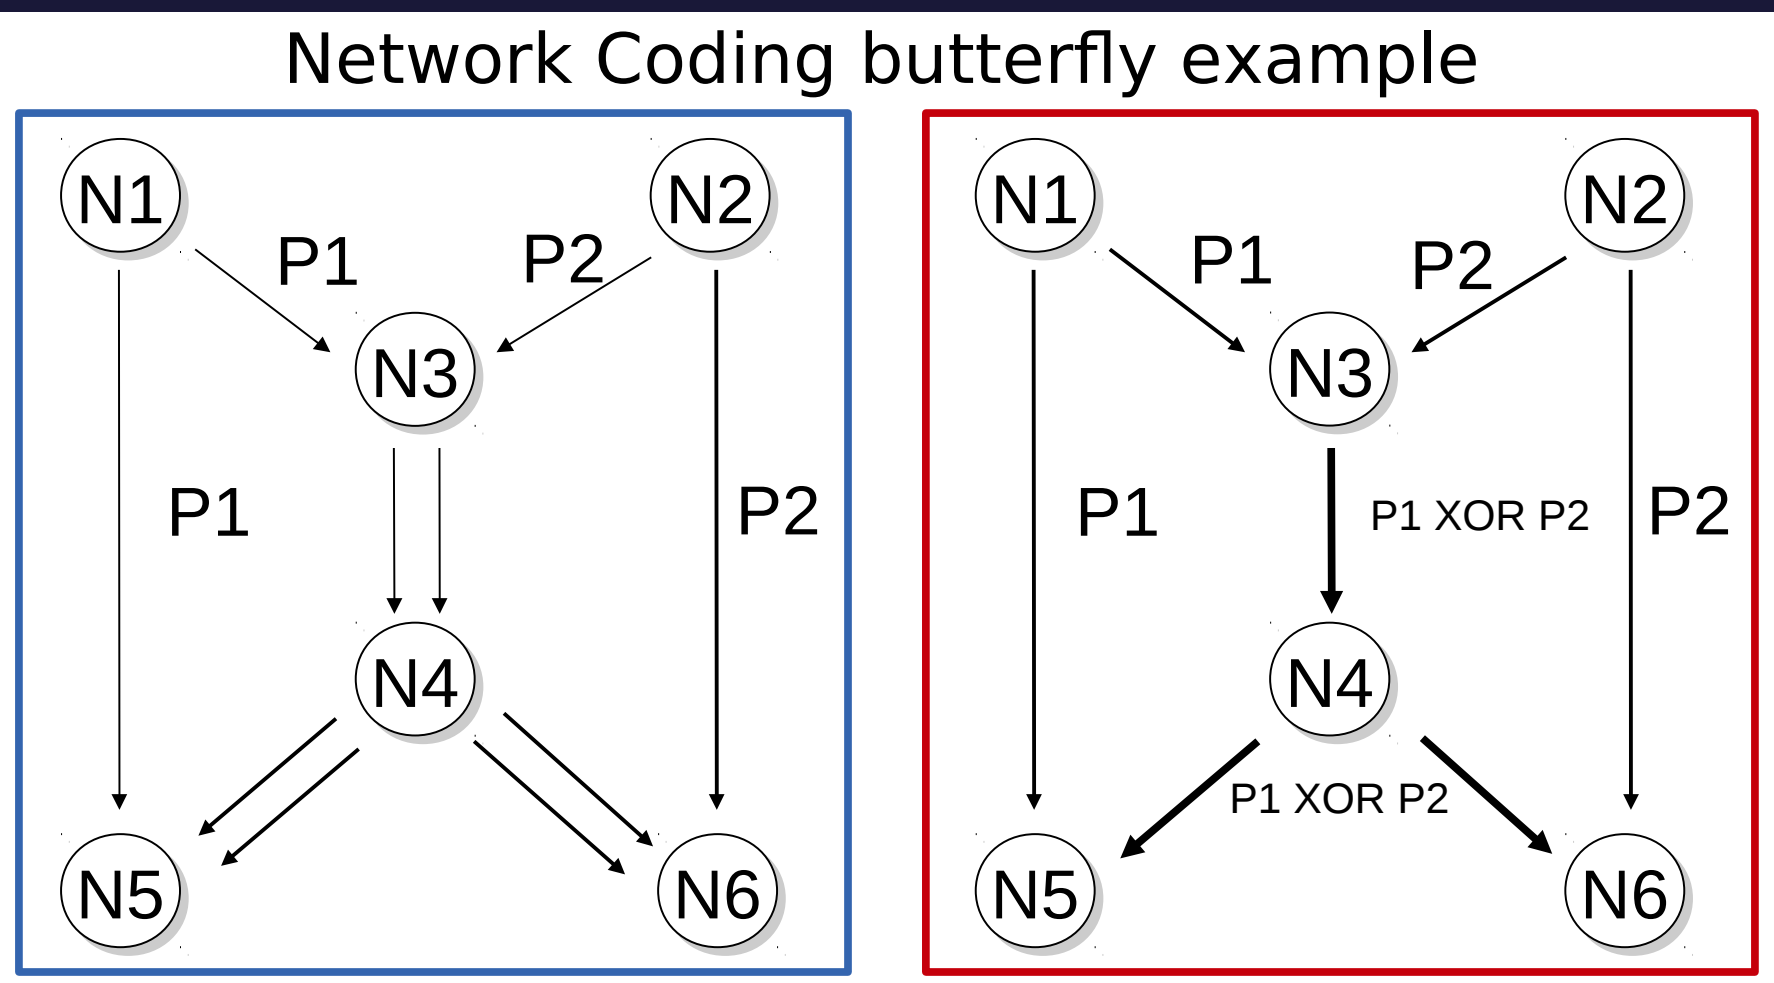 Network Coding butterfly example
N1
N2
P1
P2
N3
P1
P2
N4
N5
N6
N1
N2
P1
P2
N3
P1
P1 XOR P2
P2
N4
P1 XOR P2
N5
N6